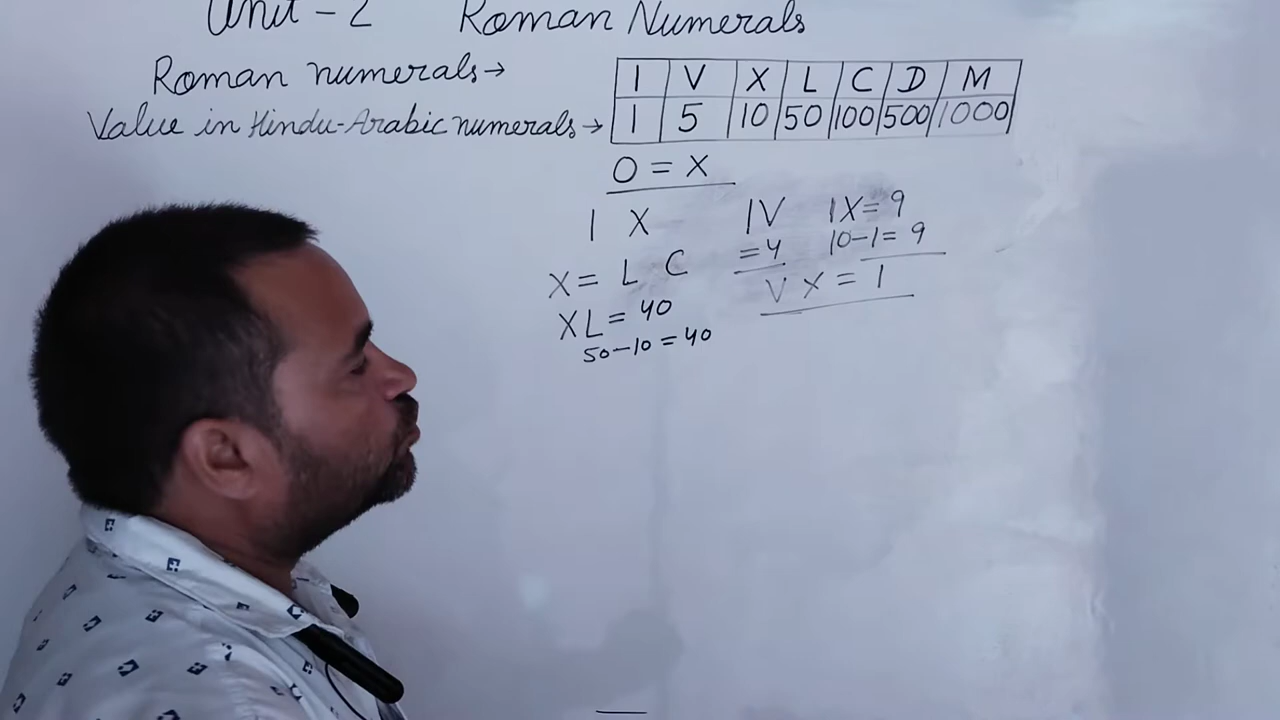 Unit - 2 Roman Numerals
Roman numerals→ I V X L C D M
Value in Hindu-Arabic numerals→ 1 5 10 50 100 500 1000
0 = X
I X IV IX=9
=4 10-1=9
X= L C V X = 1
XL= 40
50-10=40